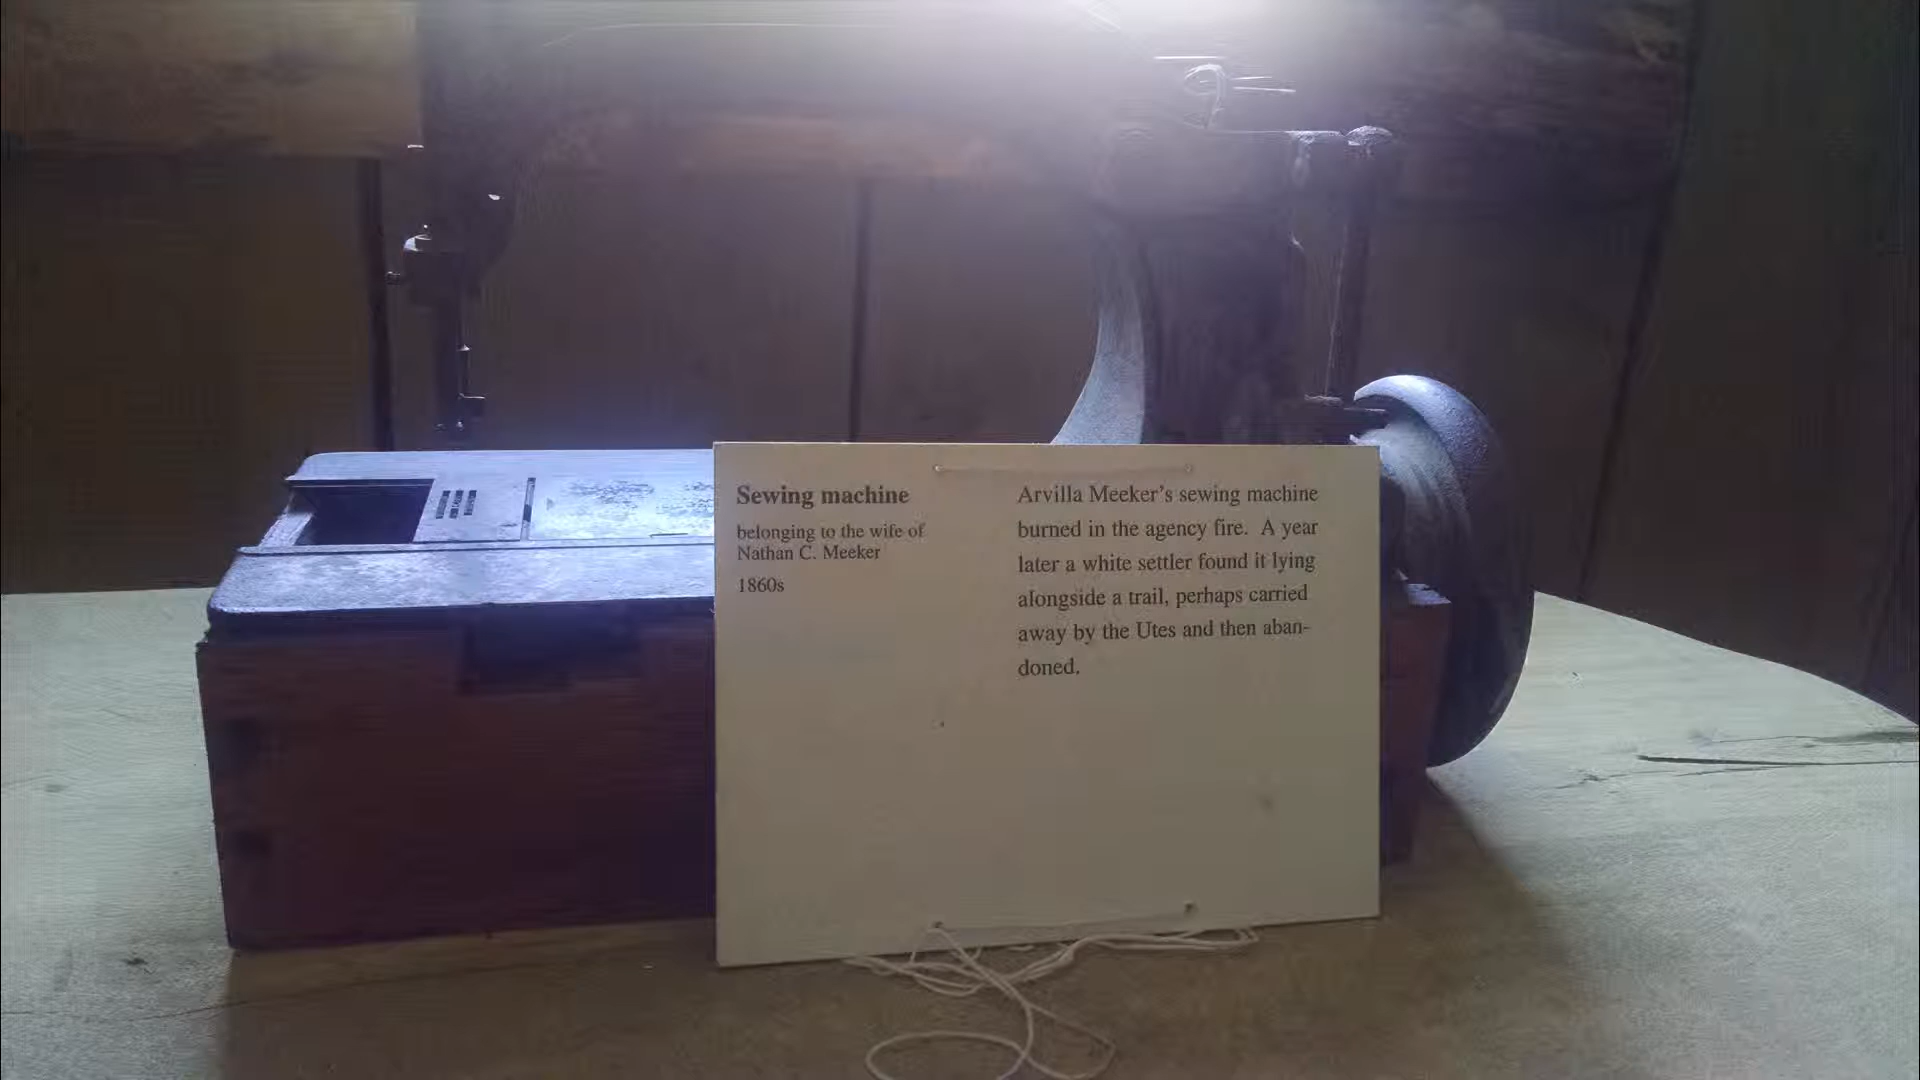 Sewing machine
belonging to the wife of
Nathan C. Meeker
1860s
Arvilla Meeker's sewing machine
burned in the agency fire. A year
later a white settler found it lying
alongside a trail, perhaps carried
away by the Utes and then aban-
doned.